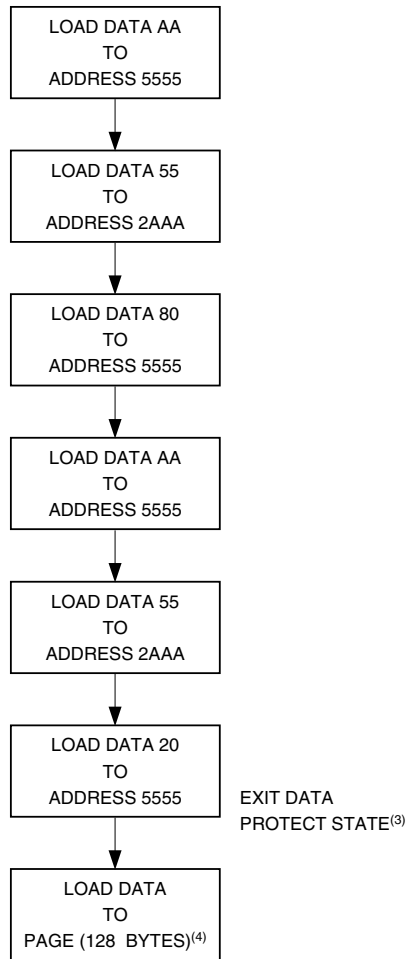 LOAD DATA AA
TO
ADDRESS 5555
LOAD DATA 55
TO
ADDRESS 2AAA
LOAD DATA 80
TO
ADDRESS 5555
LOAD DATA AA
TO
ADDRESS 5555
LOAD DATA 55
TO
ADDRESS 2AAA
LOAD DATA 20
TO
ADDRESS 5555
EXIT DATA
PROTECT STATE(3)
LOAD DATA
TO
PAGE (128 BYTES)(4)